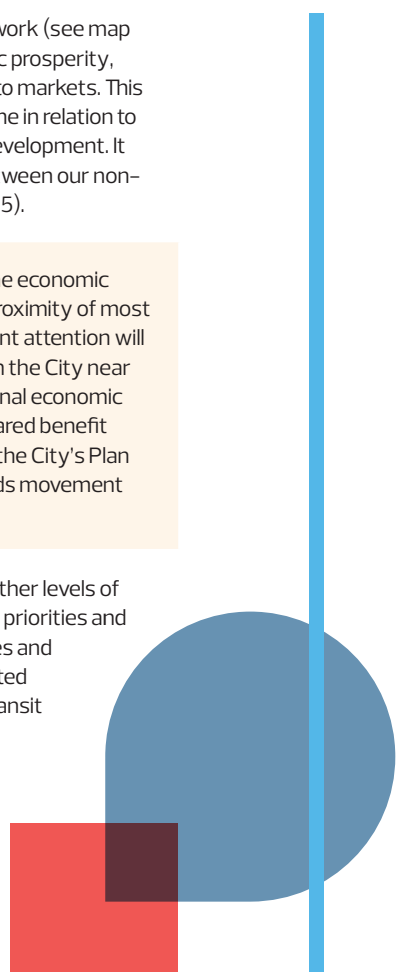 work (see map
c prosperity,
to markets. This
ne in relation to
evelopment. It
ween our non-
5).
e economic
roximity of most
nt attention will
n the City near
nal economic
ared benefit
the City's Plan
ds movement
ther levels of
priorities and
es and
ted
ansit